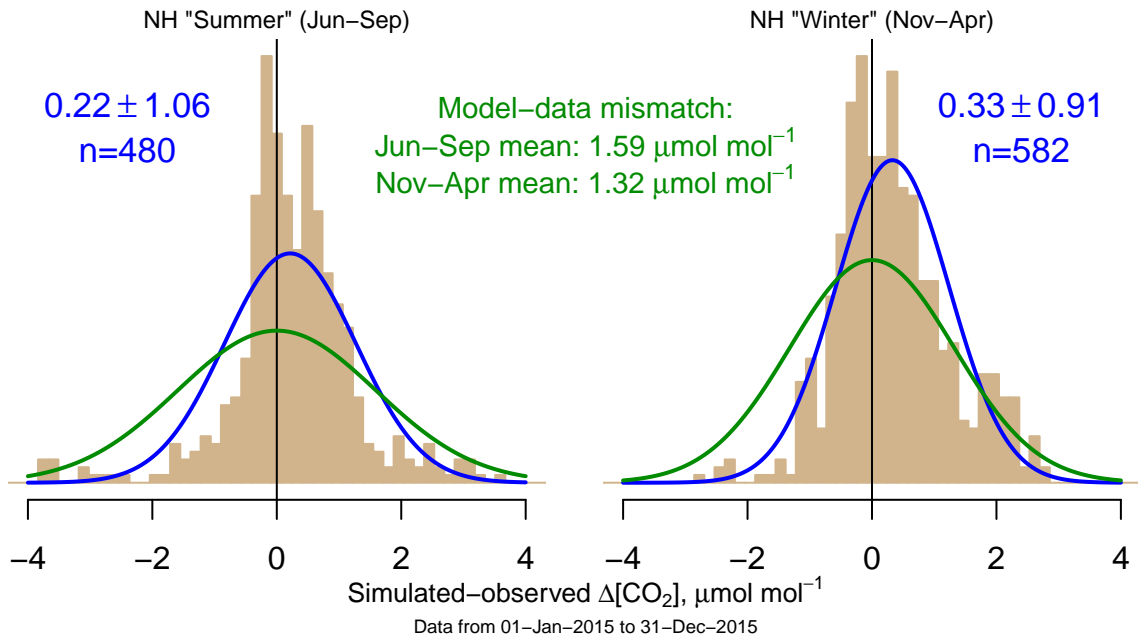 NH "Summer" (Jun−Sep)
NH "Winter" (Nov−Apr)
0.22 ± 1.06
n=480
Model−data mismatch:
Jun−Sep mean: 1.59 μmol mol⁻¹
Nov−Apr mean: 1.32 μmol mol⁻¹
0.33 ± 0.91
n=582
−4 −2 0 2 4
−4 −2 0 2 4
Simulated−observed Δ[CO₂], μmol mol⁻¹
Data from 01−Jan−2015 to 31−Dec−2015